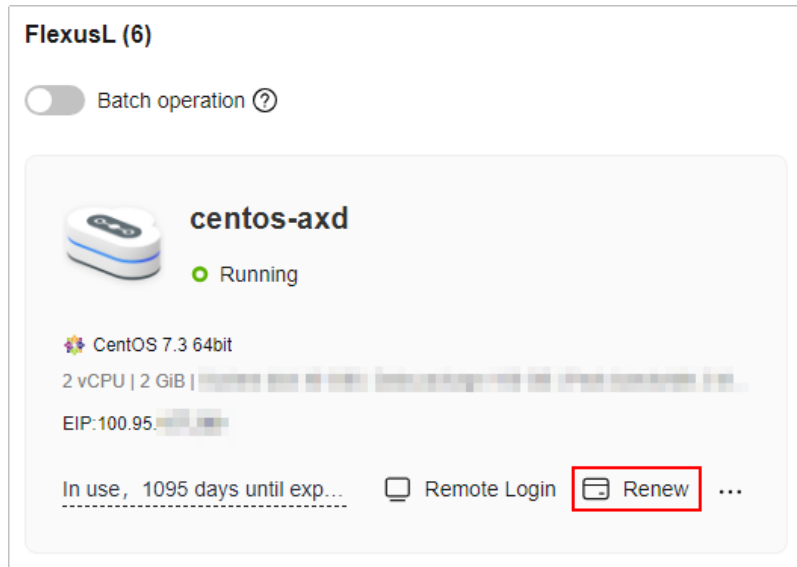 FlexusL (6)
Batch operation
centos-axd
Running
CentOS 7.3 64bit
2 vCPU | 2 GiB |
EIP:100.95.
In use, 1095 days until exp... Remote Login Renew ...